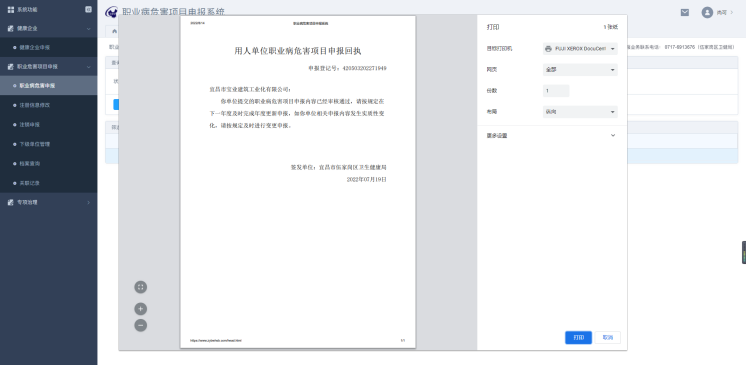 系统功能
健康企业
健康企业申报
职业危害项目申报
职业病危害申报
注册信息修改
注销申报
下级单位管理
档案查询
关联记录
专项治理
职业病危害项目申报系统
用人单位职业病危害项目申报回执
申报登记号：420503202271949
宜昌市宝业建筑工业化有限公司：
你单位提交的职业病危害项目申报内容已经审核通过，请按规定在
下一年度及时完成年度更新申报，如你单位相关申报内容发生实质性变
化，请按规定及时进行变更申报。
签发单位：宜昌市伍家岗区卫生健康局
2022年07月19日
1/1
打印
1 张纸
目标打印机
FUJI XEROX DocuCent
网页
全部
份数
1
布局
纵向
更多设置
打印
取消